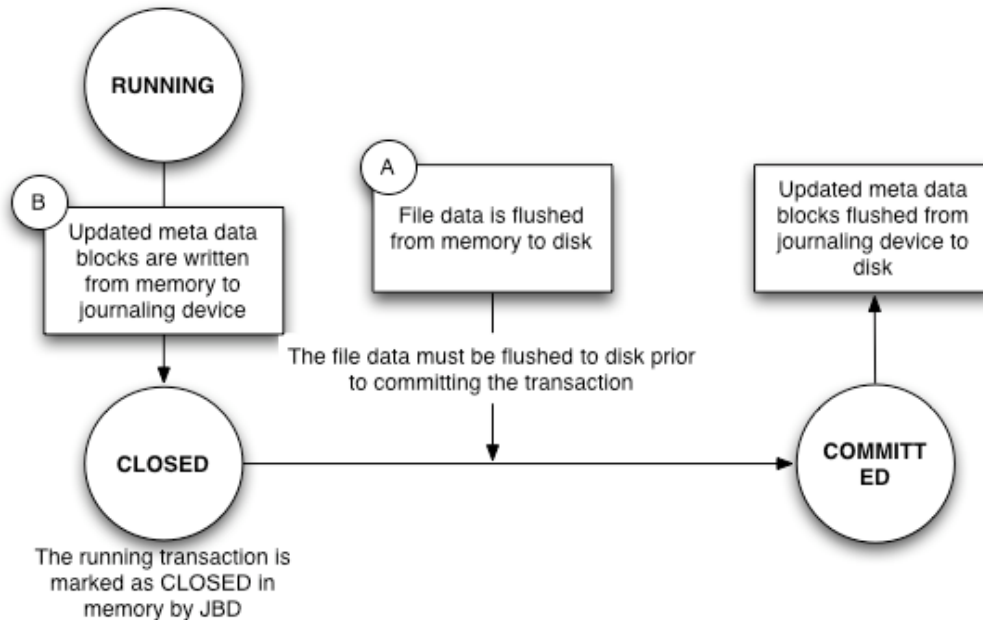 RUNNING
B
Updated meta data
blocks are written
from memory to
journaling device
A
File data is flushed
from memory to disk
Updated meta data
blocks flushed from
journaling device to
disk
The file data must be flushed to disk prior
to committing the transaction
CLOSED
COMMITT
ED
The running transaction is
marked as CLOSED in
memory by JBD